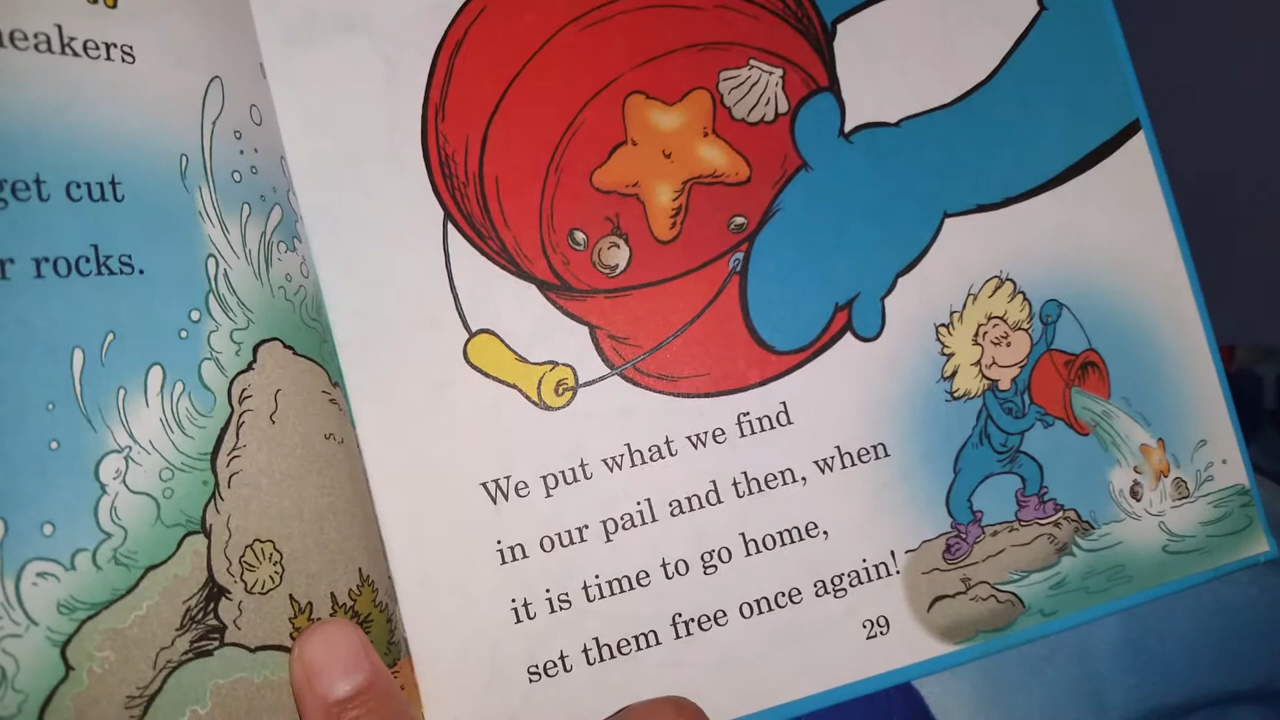 get cut
rocks.
We put what we find
in our pail and then, when
it is time to go home,
set them free once again!
29